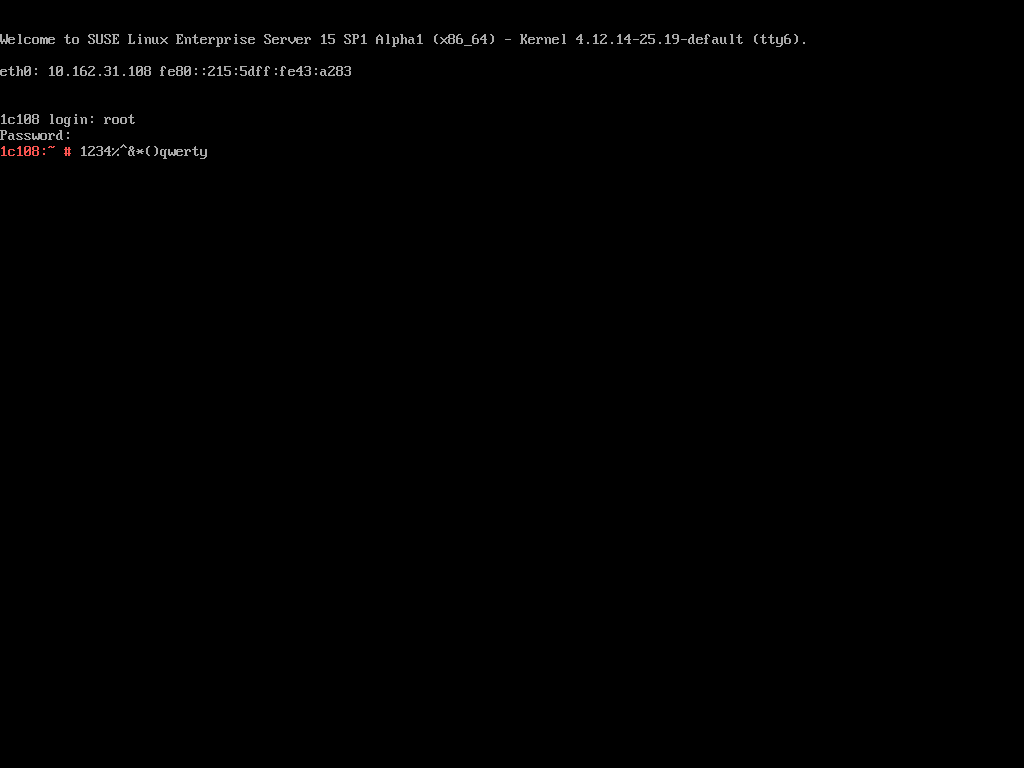 Welcome to SUSE Linux Enterprise Server 15 SP1 Alpha1 (x86_64) - Kernel 4.12.14-25.19-default (tty6).
eth0: 10.162.31.108 fe80::215:5dff:fe43:a283
1c108 login: root
Password:
1c108:~ # 1234%^&*()qwerty